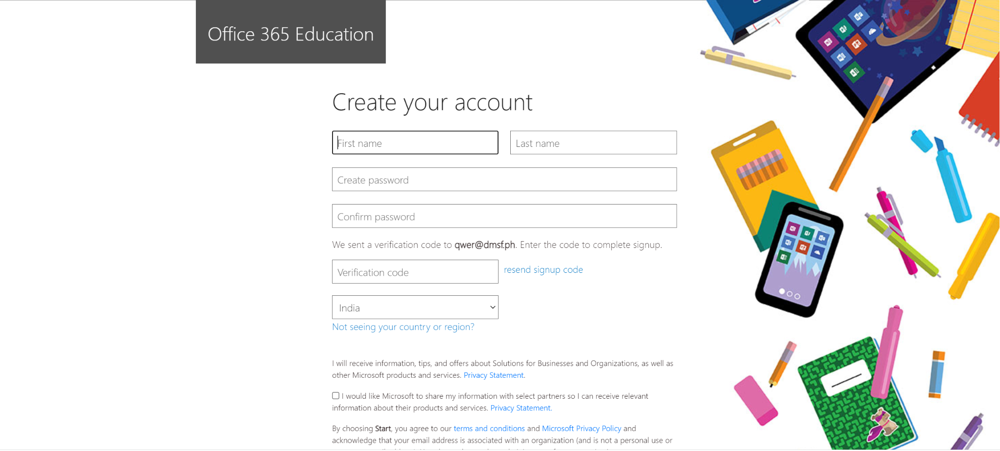 Office 365 Education
Create your account
First name
Last name
Create password
Confirm password
We sent a verification code to qwer@dmsf.ph. Enter the code to complete signup.
Verification code
resend signup code
India
Not seeing your country or region?
I will receive information, tips, and offers about Solutions for Businesses and Organizations, as well as
other Microsoft products and services. Privacy Statement.
I would like Microsoft to share my information with select partners so I can receive relevant
information about their products and services. Privacy Statement.
By choosing Start, you agree to our terms and conditions and Microsoft Privacy Policy and
acknowledge that your email address is associated with an organization (and is not a personal use or